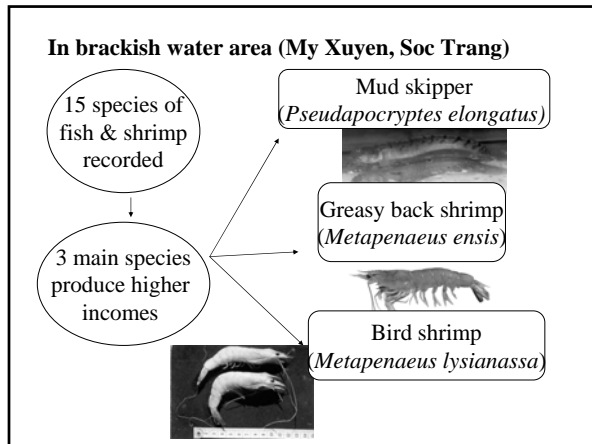 In brackish water area (My Xuyen, Soc Trang)
15 species of
fish & shrimp
recorded
3 main species
produce higher
incomes
Mud skipper
(Pseudapocryptes elongatus)
Greasy back shrimp
(Metapenaeus ensis)
Bird shrimp
(Metapenaeus lysianassa)